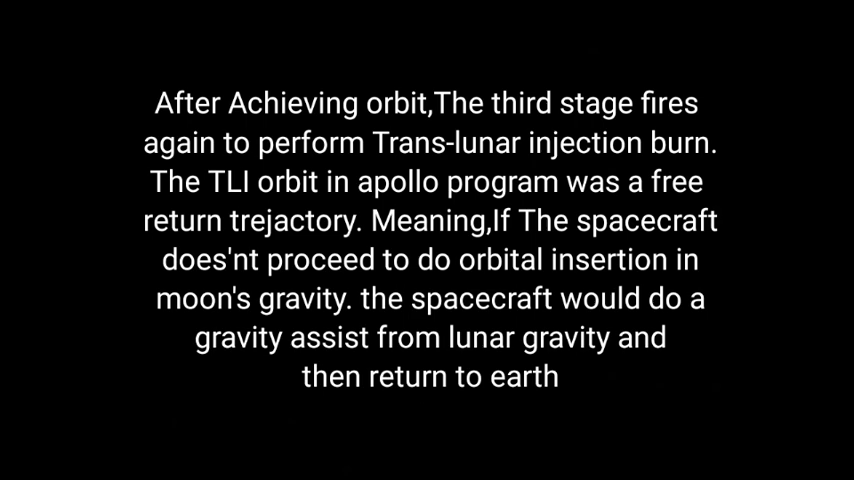 After Achieving orbit,The third stage fires
again to perform Trans-lunar injection burn.
The TLI orbit in apollo program was a free
return trejactory. Meaning,If The spacecraft
does'nt proceed to do orbital insertion in
moon's gravity. the spacecraft would do a
gravity assist from lunar gravity and
then return to earth